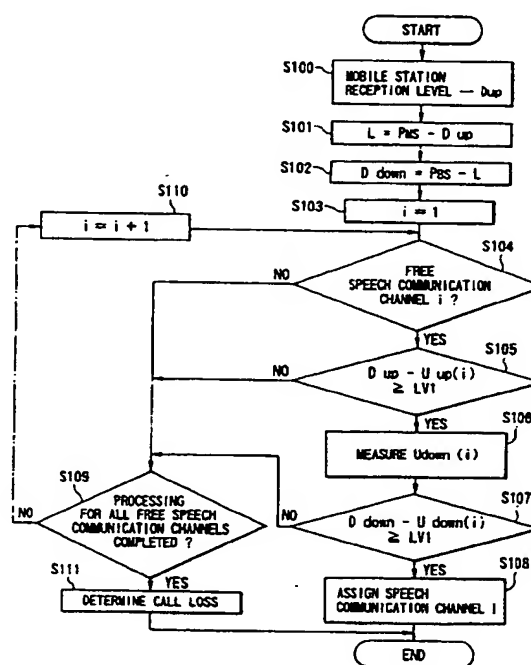 START
S100
MOBILE STATION
RECEPTION LEVEL — Dup
S101
L = PMS - D up
S102
D down = PBS - L
S103
i = 1
S110
i = i + 1
S104
FREE
SPEECH COMMUNICATION
CHANNEL i ?
NO
YES
S105
D up - U up(i)
≥ LV1
NO
YES
S106
MEASURE Udown (i)
S107
D down - U down(i)
≥ LV1
NO
YES
S109
PROCESSING
FOR ALL FREE SPEECH
COMMUNICATION CHANNELS
COMPLETED ?
NO
YES
S108
ASSIGN SPEECH
COMMUNICATION CHANNEL i
S111
DETERMINE CALL LOSS
END